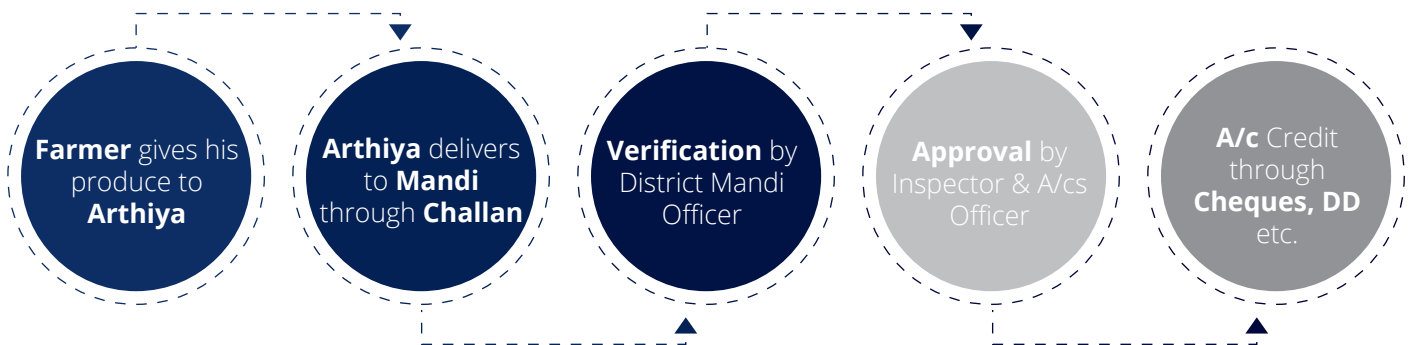 Farmer gives his
produce to
Arthiya
Arthiya delivers
to Mandi
through Challan
Verification by
District Mandi
Officer
Approval by
Inspector & A/cs
Officer
A/c Credit
through
Cheques, DD
etc.